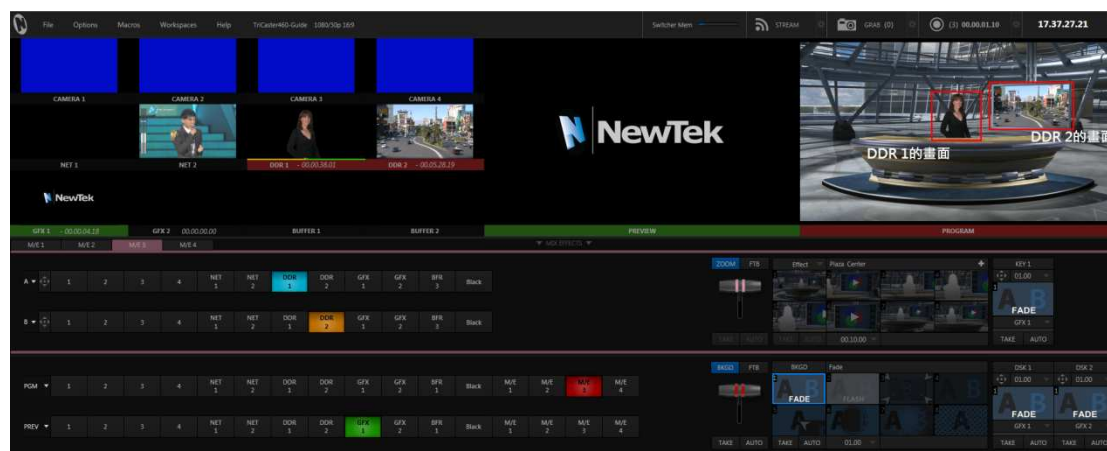 File Options Macros Workspaces Help TriCaster460-Guide 1080/30p 16:9 Switcher Mem STREAM GRAB (0) (3) 00.00.01.10 17.37.27.21
CAMERA 1 CAMERA 2 CAMERA 3 CAMERA 4
NewTek
DDR 1的畫面
DDR 2的畫面
NET 1 NET 2 DDR 1 - 00.00.38.01 DDR 2 - 00.05.28.19
NewTek
GFX 1 - 00.00.04.18 GFX 2 00.00.00.00 BUFFER 1 BUFFER 2 PREVIEW PROGRAM
M/E 1 M/E 2 M/E 3 M/E 4 MIX EFFECTS
ZOOM FTB Effect Plaza Center KEY 1
A 1 2 3 4 NET 1 NET 2 DDR 1 DDR 2 GFX 1 GFX 2 BFR 3 Black
01.00
FADE
B 1 2 3 4 NET 1 NET 2 DDR 1 DDR 2 GFX 1 GFX 2 BFR 3 Black
GFX 1
TAKE AUTO TAKE AUTO 00.10.00 TAKE AUTO
BKGD FTB BKGD Fade DSK 1 DSK 2
PGM 1 2 3 4 NET 1 NET 2 DDR 1 DDR 2 GFX 1 GFX 2 BFR 1 Black M/E 1 M/E 2 M/E 3 M/E 4
01.00 01.00
FADE FLASH
FADE FADE
PREV 1 2 3 4 NET 1 NET 2 DDR 1 DDR 2 GFX 1 GFX 2 BFR 1 Black M/E 1 M/E 2 M/E 3 M/E 4
GFX 1 GFX 2
TAKE AUTO TAKE AUTO 01.00 TAKE AUTO TAKE AUTO